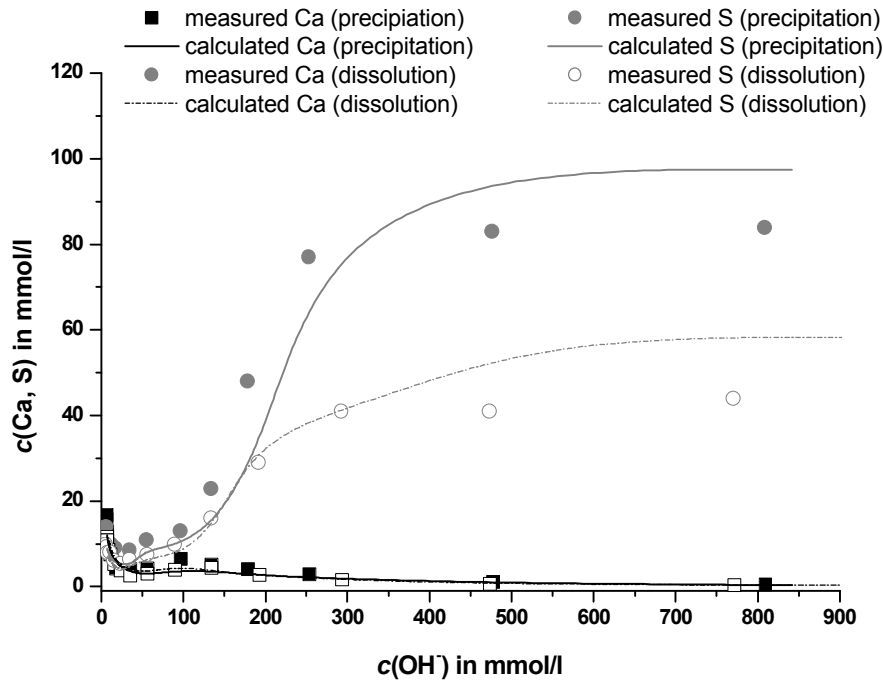 measured Ca (precipiation) measured S (precipitation)
calculated Ca (precipitation) calculated S (precipitation)
measured Ca (dissolution) measured S (dissolution)
calculated Ca (dissolution) calculated S (dissolution)
120
100
80
60
40
20
0
c(Ca, S) in mmol/l
0 100 200 300 400 500 600 700 800 900
c(OH⁻) in mmol/l